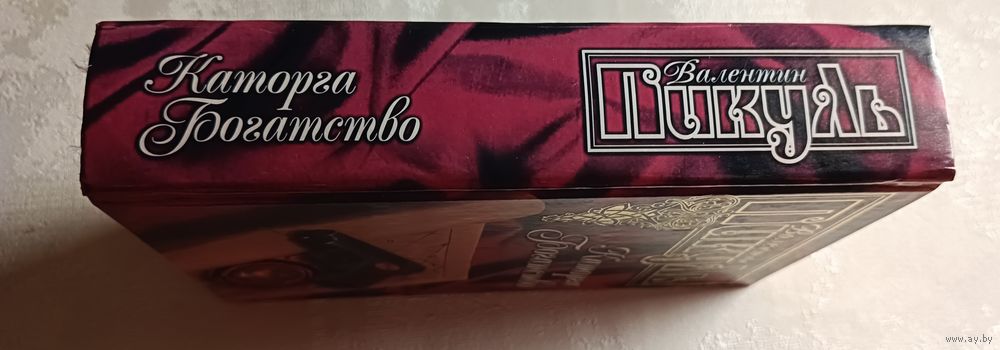 Каторга
Богатство
Валентин
Пикуль
www.ay.by